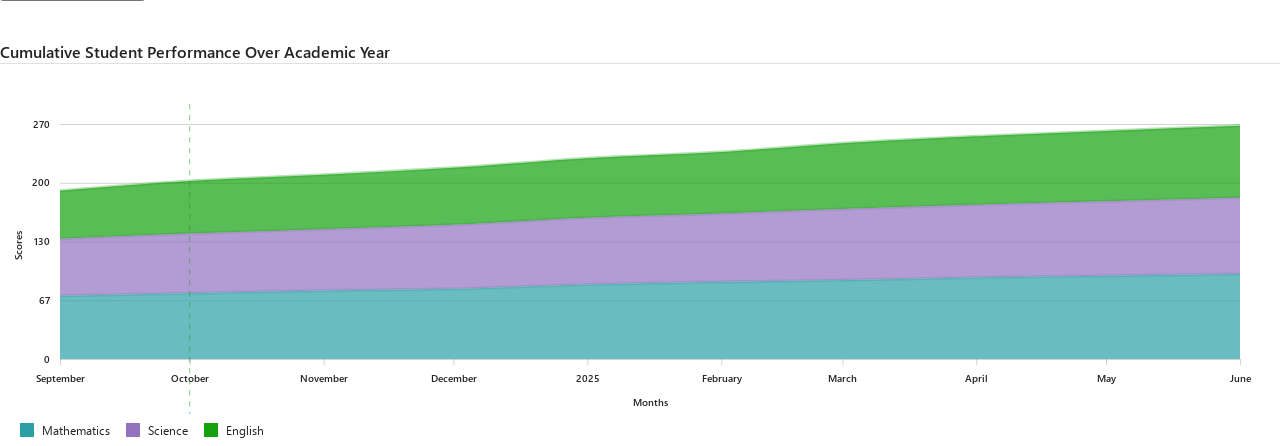 Cumulative Student Performance Over Academic Year
270
200
130
67
0
Scores
September October November December 2025 February March April May June
Months
Mathematics Science English